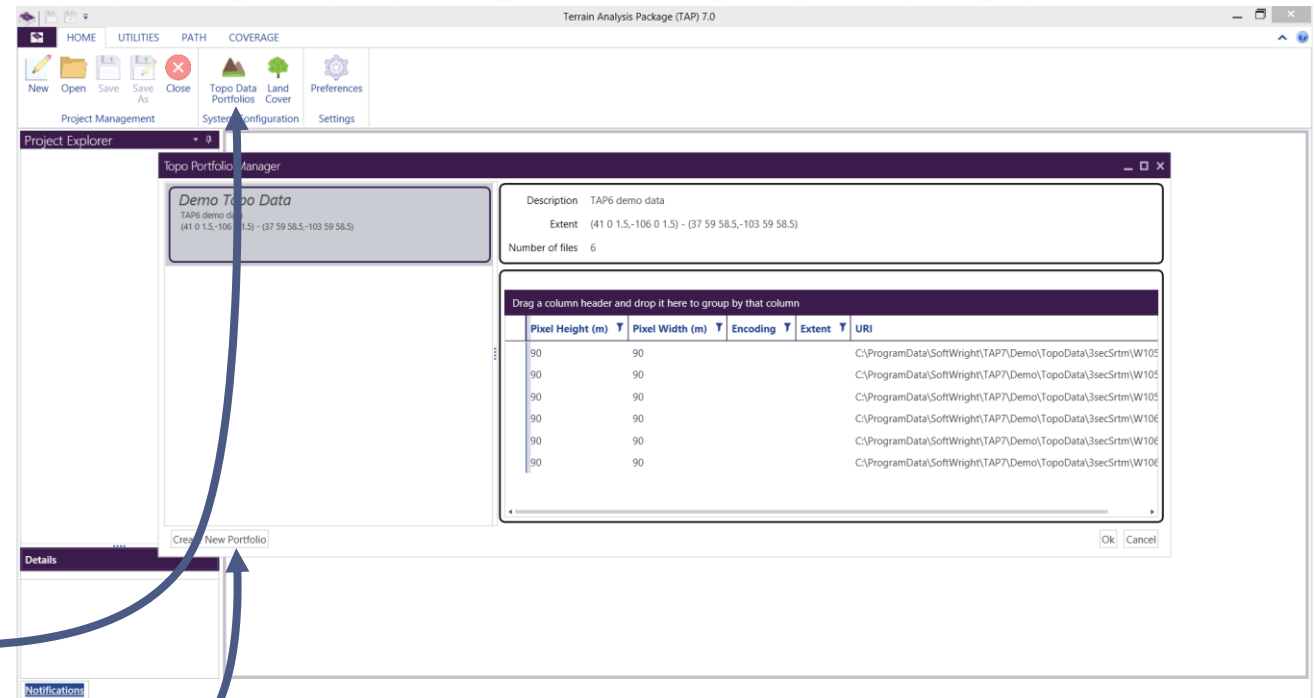 Terrain Analysis Package (TAP) 7.0
HOME UTILITIES PATH COVERAGE
New Open Save Save As Close Topo Data Portfolios Land Cover Preferences
Project Management System Configuration Settings
Project Explorer
Topo Portfolio Manager
Demo Topo Data
TAP6 demo data
(41 0 1.5,-106 0 1.5) - (37 59 58.5,-103 59 58.5)
Description TAP6 demo data
Extent (41 0 1.5,-106 0 1.5) - (37 59 58.5,-103 59 58.5)
Number of files 6
Drag a column header and drop it here to group by that column
Pixel Height (m) Pixel Width (m) Encoding Extent URI
90 90 C:\ProgramData\SoftWright\TAP7\Demo\TopoData\3secSrtm\W105
90 90 C:\ProgramData\SoftWright\TAP7\Demo\TopoData\3secSrtm\W105
90 90 C:\ProgramData\SoftWright\TAP7\Demo\TopoData\3secSrtm\W105
90 90 C:\ProgramData\SoftWright\TAP7\Demo\TopoData\3secSrtm\W106
90 90 C:\ProgramData\SoftWright\TAP7\Demo\TopoData\3secSrtm\W106
90 90 C:\ProgramData\SoftWright\TAP7\Demo\TopoData\3secSrtm\W106
Create New Portfolio
Ok Cancel
Details
Notifications